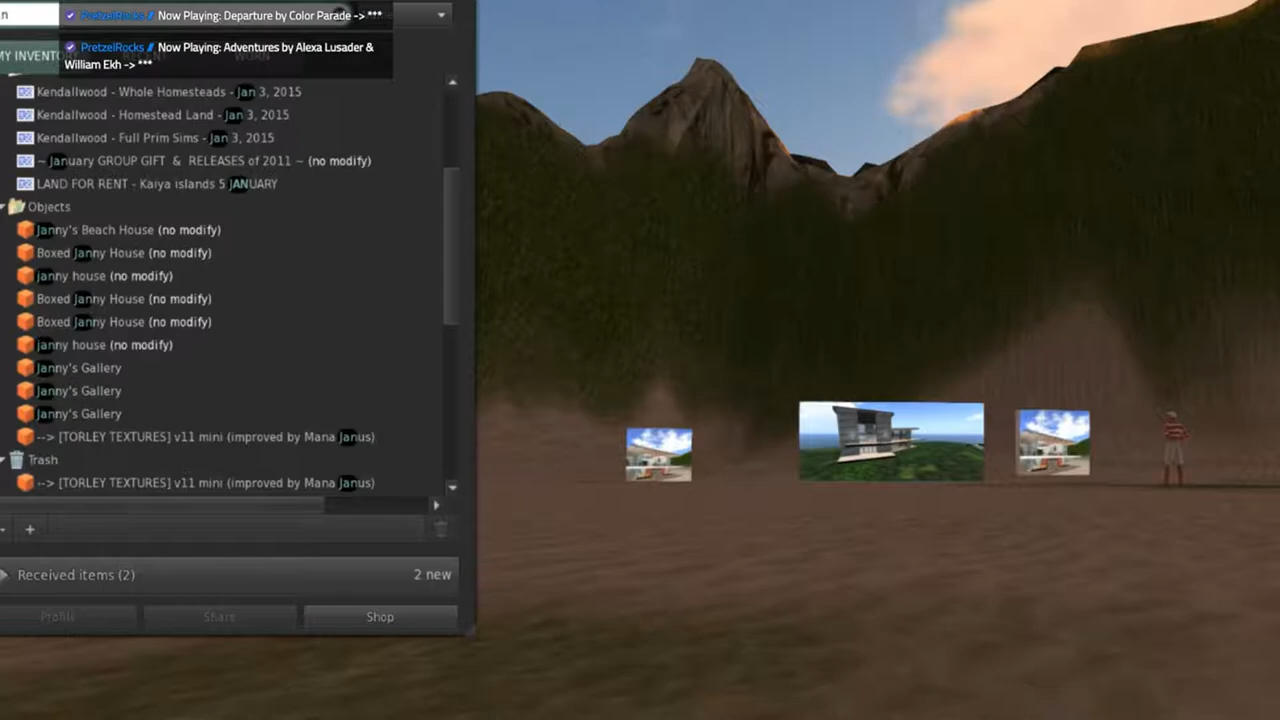 n
PretzelRocks // Now Playing: Departure by Color Parade -> ***
PretzelRocks // Now Playing: Adventures by Alexa Lusader &
William Ekh -> ***
MY INVENTORY RECENT WORN
Kendallwood - Whole Homesteads - Jan 3, 2015
Kendallwood - Homestead Land - Jan 3, 2015
Kendallwood - Full Prim Sims - Jan 3, 2015
~ January GROUP GIFT & RELEASES of 2011 ~ (no modify)
LAND FOR RENT - Kaiya islands 5 JANUARY
Objects
Janny's Beach House (no modify)
Boxed Janny House (no modify)
janny house (no modify)
Boxed Janny House (no modify)
Boxed Janny House (no modify)
janny house (no modify)
Janny's Gallery
Janny's Gallery
Janny's Gallery
--> [TORLEY TEXTURES] v11 mini (improved by Mana Janus)
Trash
--> [TORLEY TEXTURES] v11 mini (improved by Mana Janus)
+
Received items (2) 2 new
Profile Share Shop